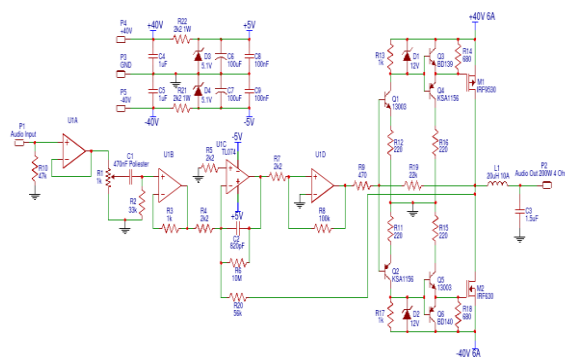 P4
+40V
+40V
R22
2k2 1W
+5V
P3
GND
C4
1uF
D3
5.1V
C6
100uF
C8
100nF
C5
1uF
D4
5.1V
C7
100uF
C9
100nF
P5
-40V
-40V
R21
2k2 1W
-5V
+40V 6A
R13
1k
D1
12V
Q3
BD139
R14
680
M1
IRF9530
Q4
KSA1156
Q1
13003
R12
220
R16
220
P1
Audio Input
U1A
R10
47k
R1
1k
C1
470nF Poliester
R2
33k
U1B
R3
1k
R4
2k2
R5
2k2
U1C
TL074
-5V
+5V
C2
820pF
R6
10M
R20
56k
R7
2k2
U1D
R8
100k
R9
470
R19
22k
L1
20uH 10A
P2
Audio Out 200W 4 Oh
C3
1.5uF
R11
220
R15
220
Q2
KSA1156
Q5
13003
M2
IRF630
R17
1k
D2
12V
Q6
BD140
R18
680
-40V 6A